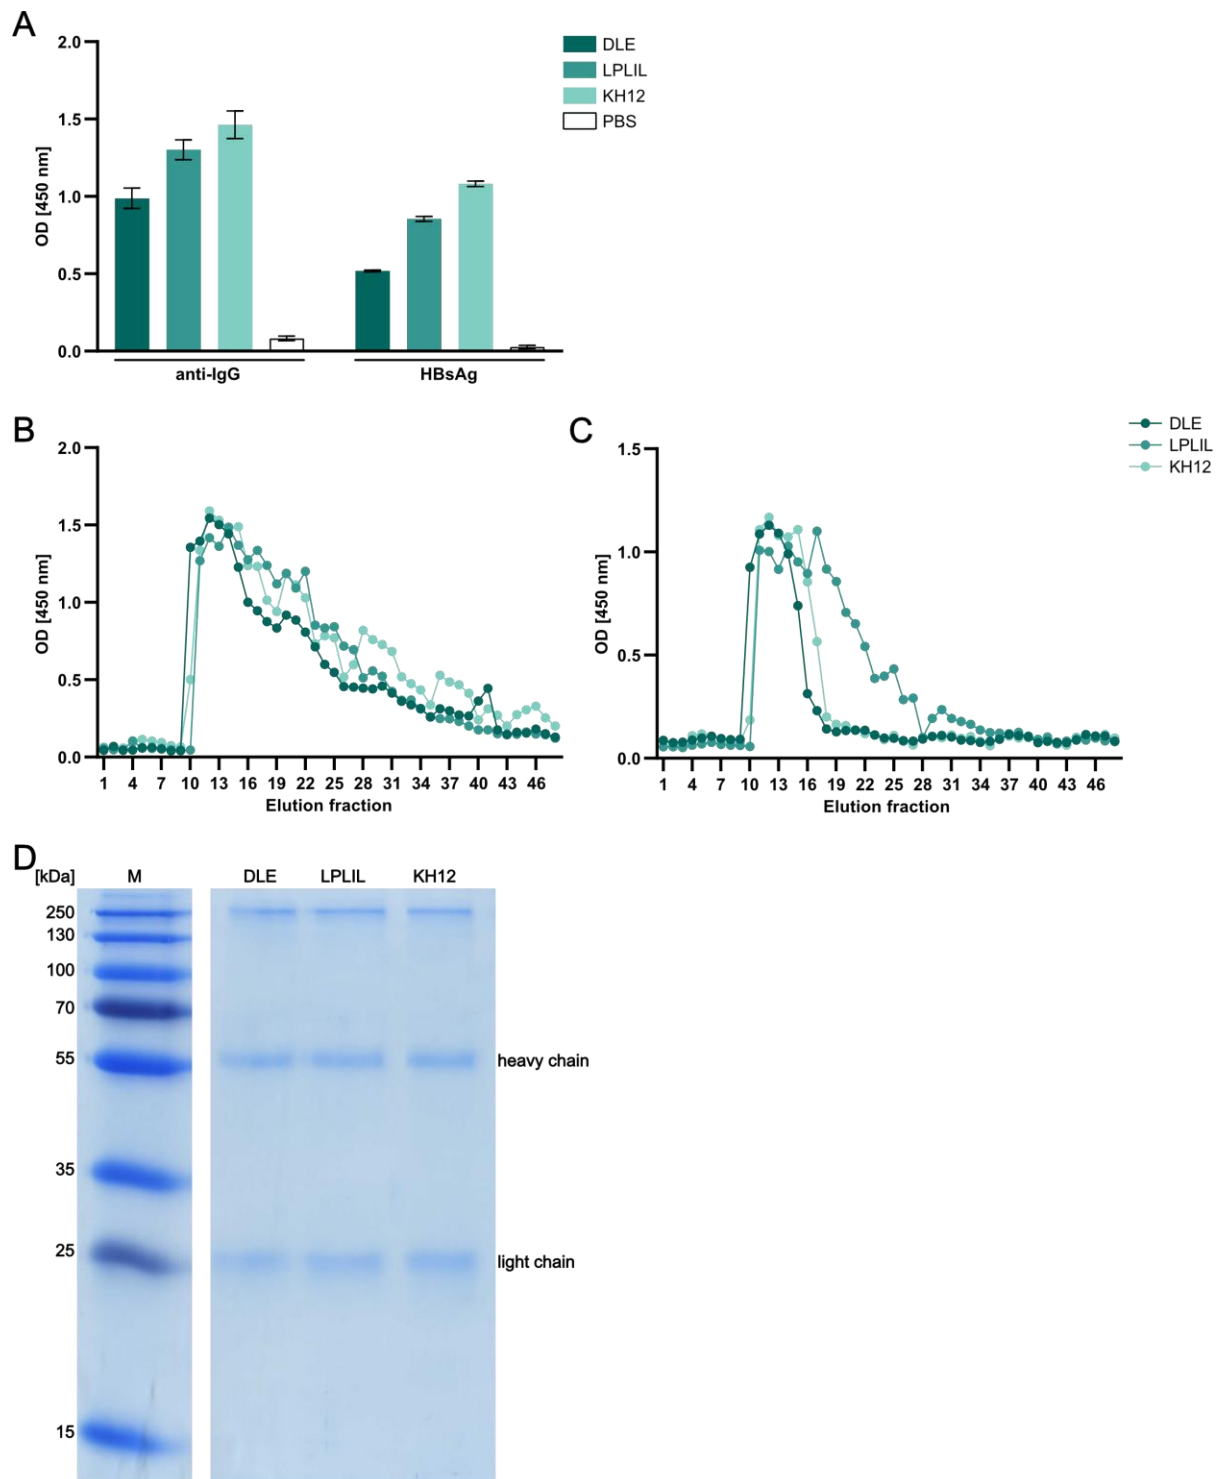 A
2.0
1.5
1.0
0.5
0.0
OD [450 nm]
anti-IgG
HBsAg
DLE
LPLIL
KH12
PBS
B
2.0
1.5
1.0
0.5
0.0
OD [450 nm]
1 4 7 10 13 16 19 22 25 28 31 34 37 40 43 46
Elution fraction
C
1.5
1.0
0.5
0.0
OD [450 nm]
1 4 7 10 13 16 19 22 25 28 31 34 37 40 43 46
Elution fraction
DLE
LPLIL
KH12
D
[kDa] M DLE LPLIL KH12
250
130
100
70
55
heavy chain
35
25
light chain
15